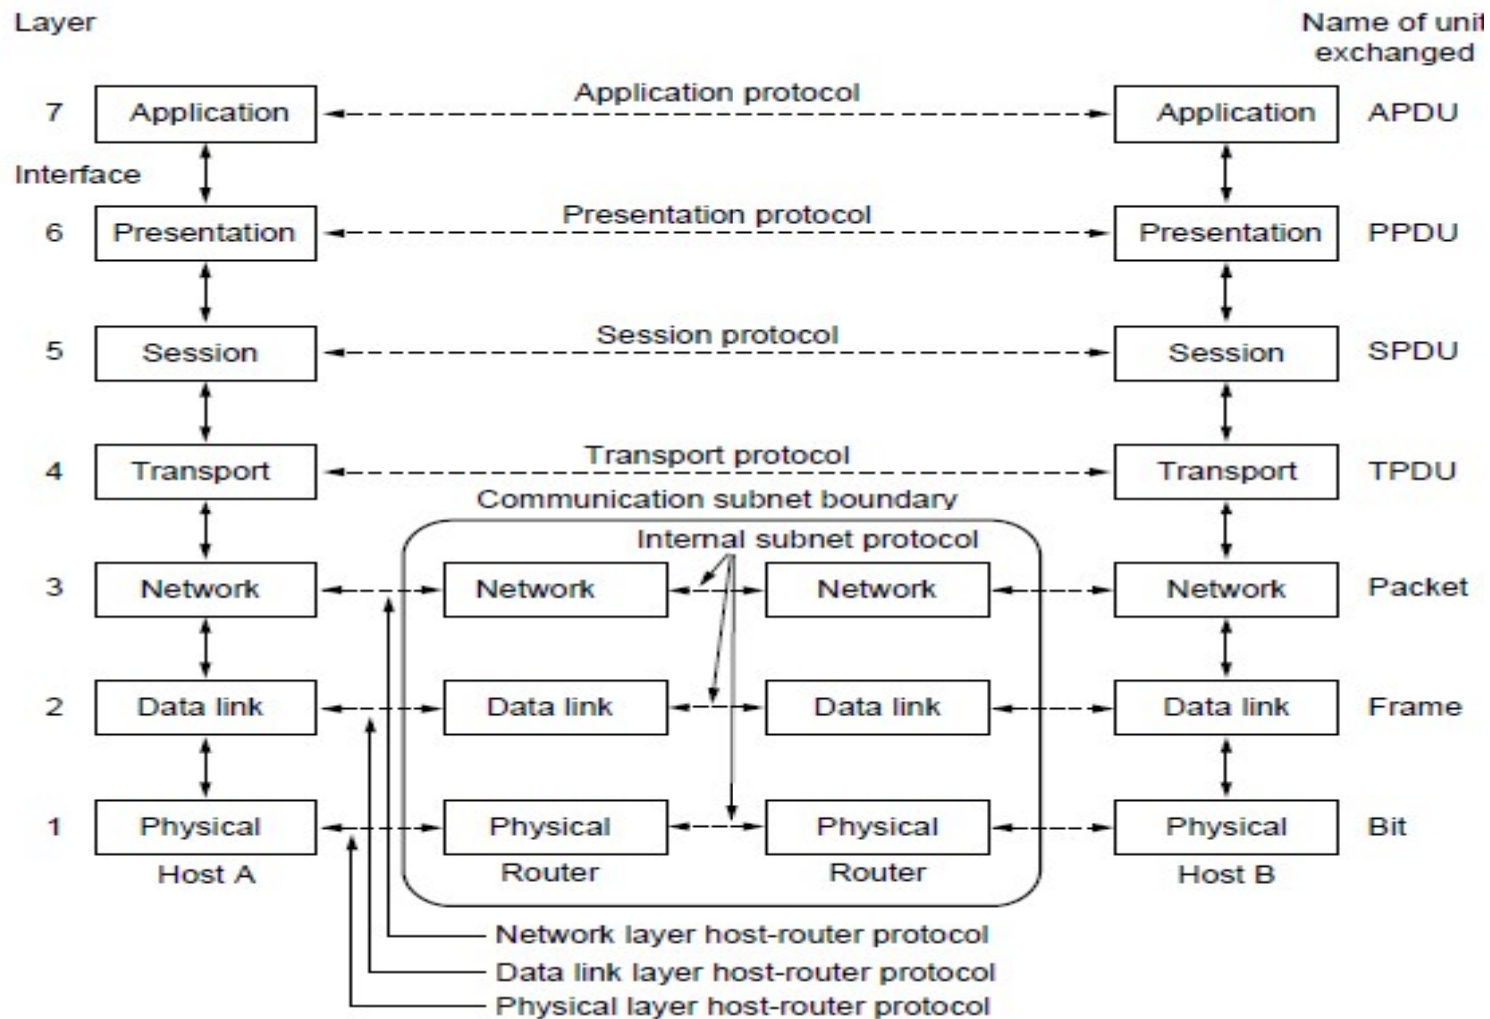 Layer
Name of unit
exchanged
7
Application
Application protocol
Application
APDU
Interface
6
Presentation
Presentation protocol
Presentation
PPDU
5
Session
Session protocol
Session
SPDU
4
Transport
Transport protocol
Transport
TPDU
Communication subnet boundary
Internal subnet protocol
3
Network
Network
Network
Network
Packet
2
Data link
Data link
Data link
Data link
Frame
1
Physical
Physical
Physical
Physical
Bit
Host A
Router
Router
Host B
Network layer host-router protocol
Data link layer host-router protocol
Physical layer host-router protocol